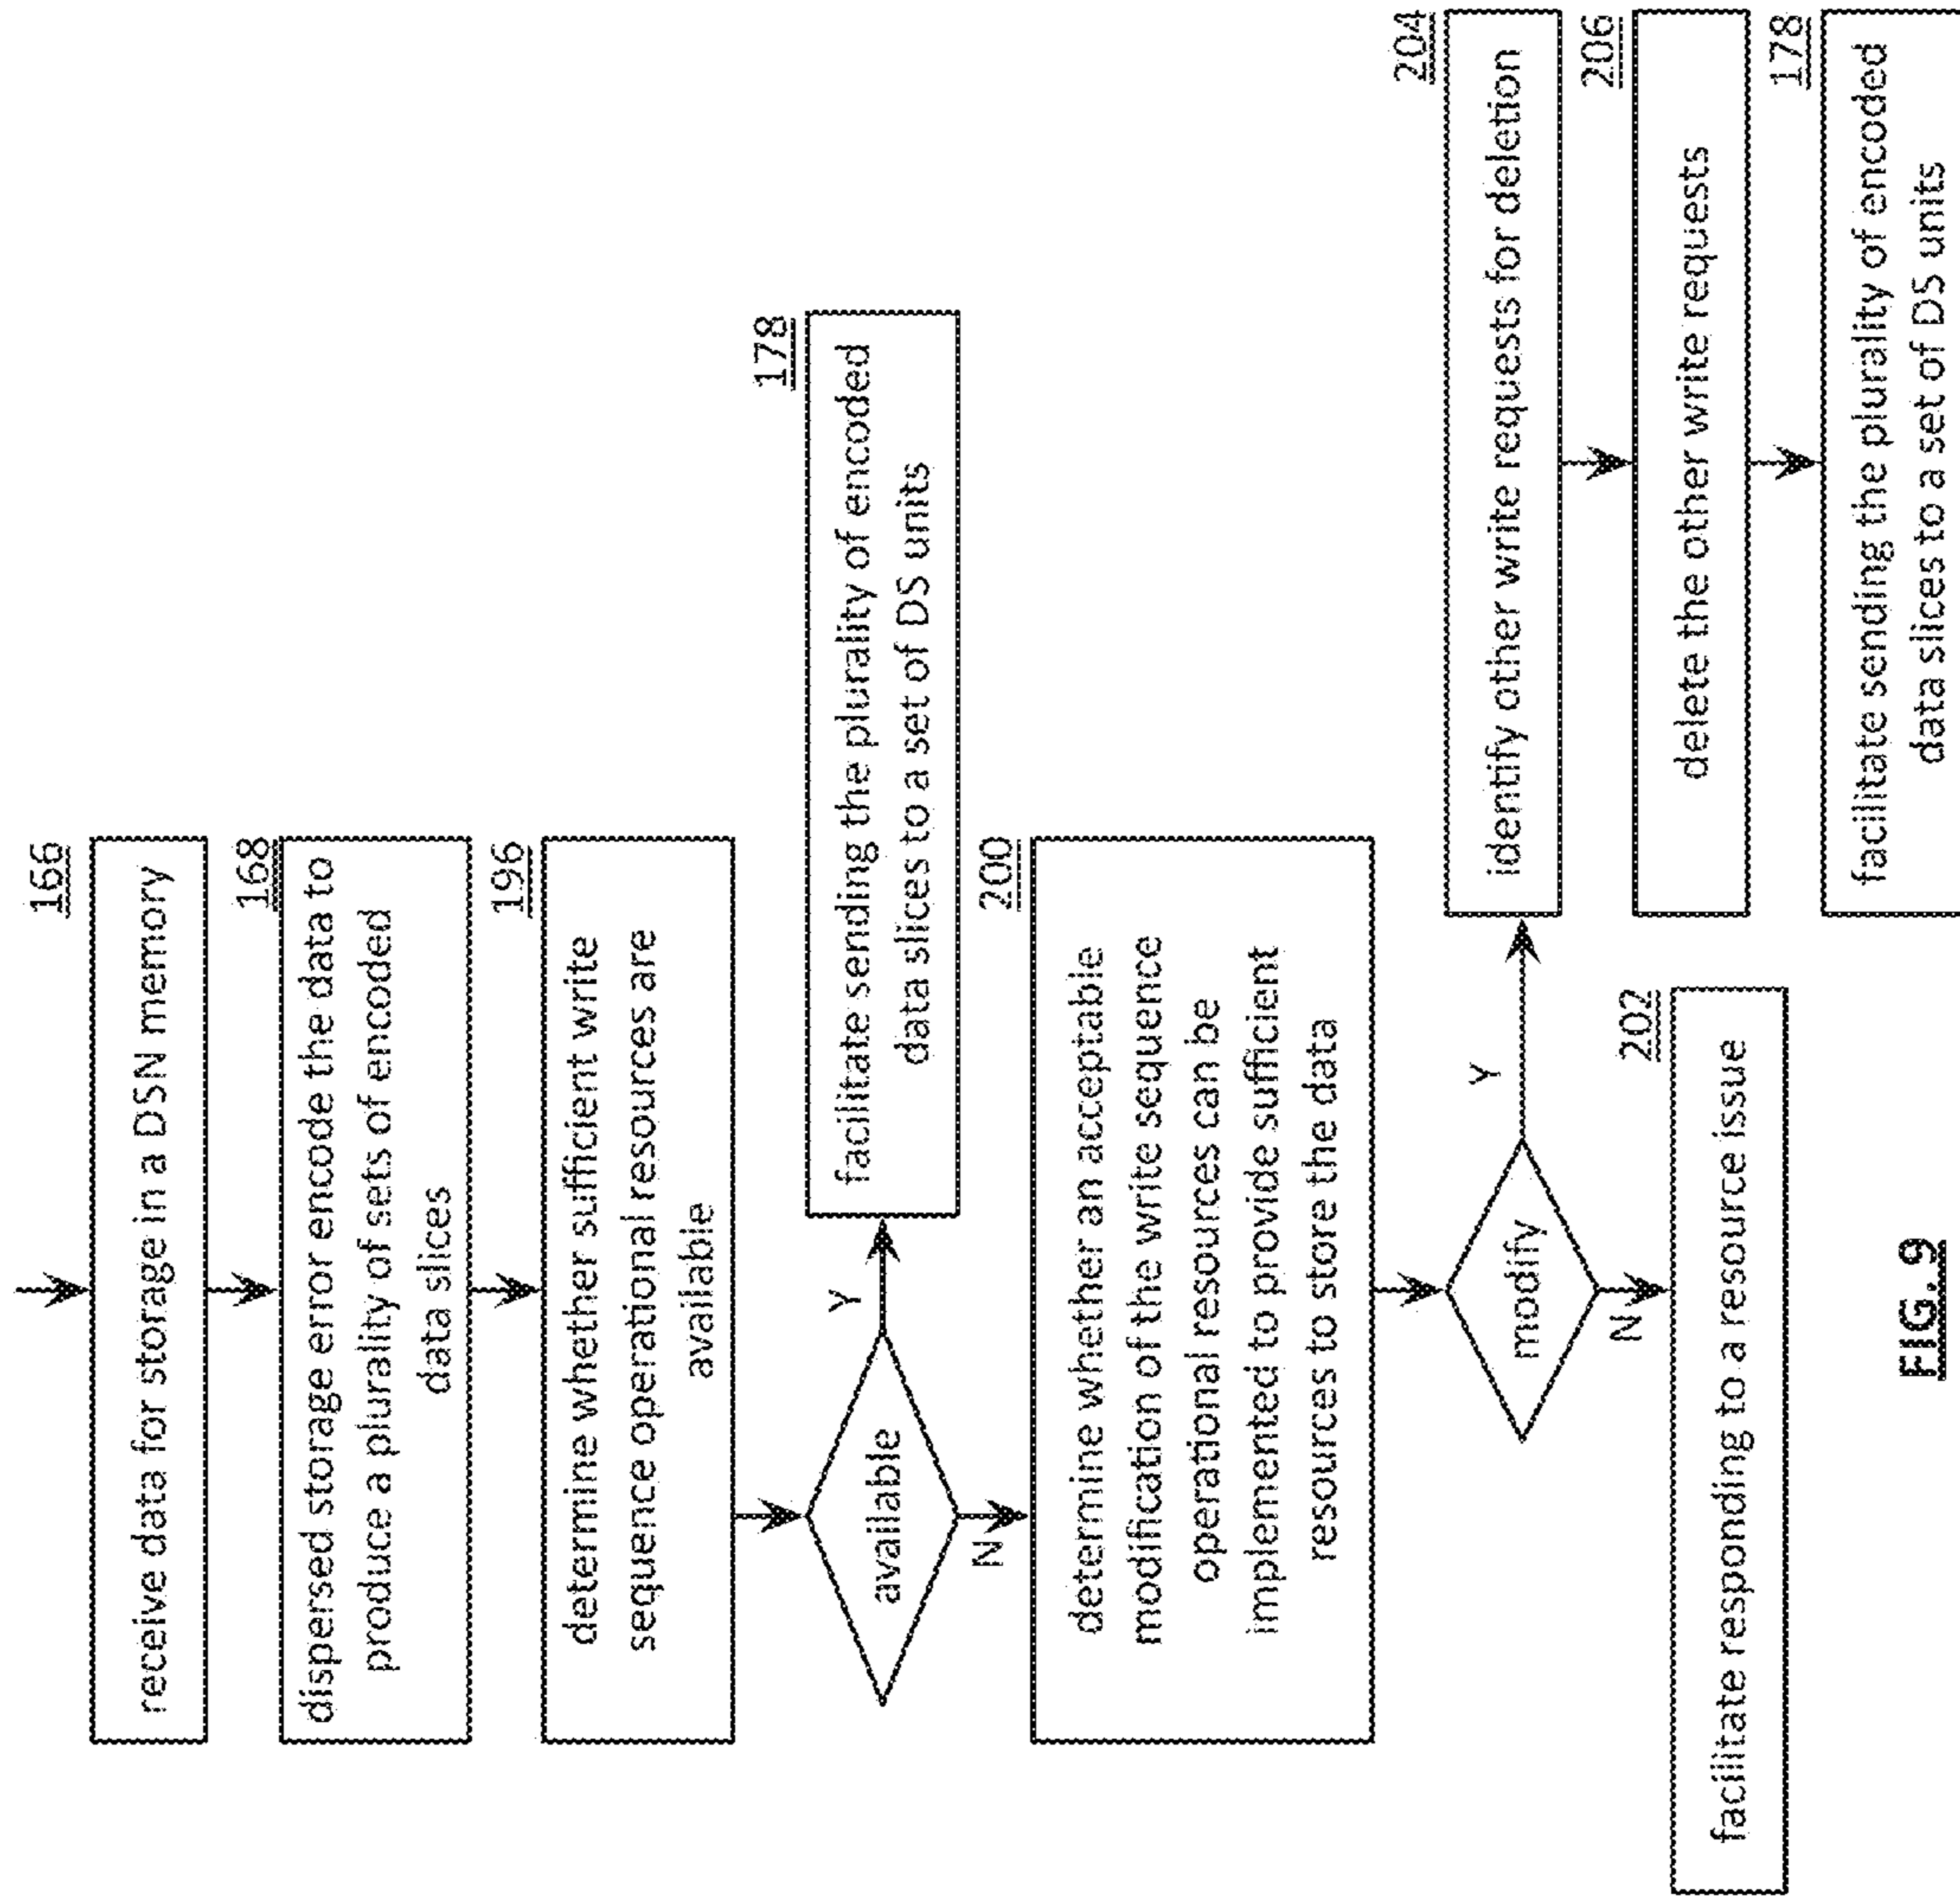 166
receive data for storage in a DSN memory
168
dispersed storage error encode the data to
produce a plurality of sets of encoded
data slices
196
determine whether sufficient write
sequence operational resources are
available
available
Y
178
facilitate sending the plurality of encoded
data slices to a set of DS units
N
200
determine whether an acceptable
modification of the write sequence
operational resources can be
implemented to provide sufficient
resources to store the data
modify
Y
204
identify other write requests for deletion
206
delete the other write requests
178
facilitate sending the plurality of encoded
data slices to a set of DS units
N
202
facilitate responding to a resource issue
FIG. 9